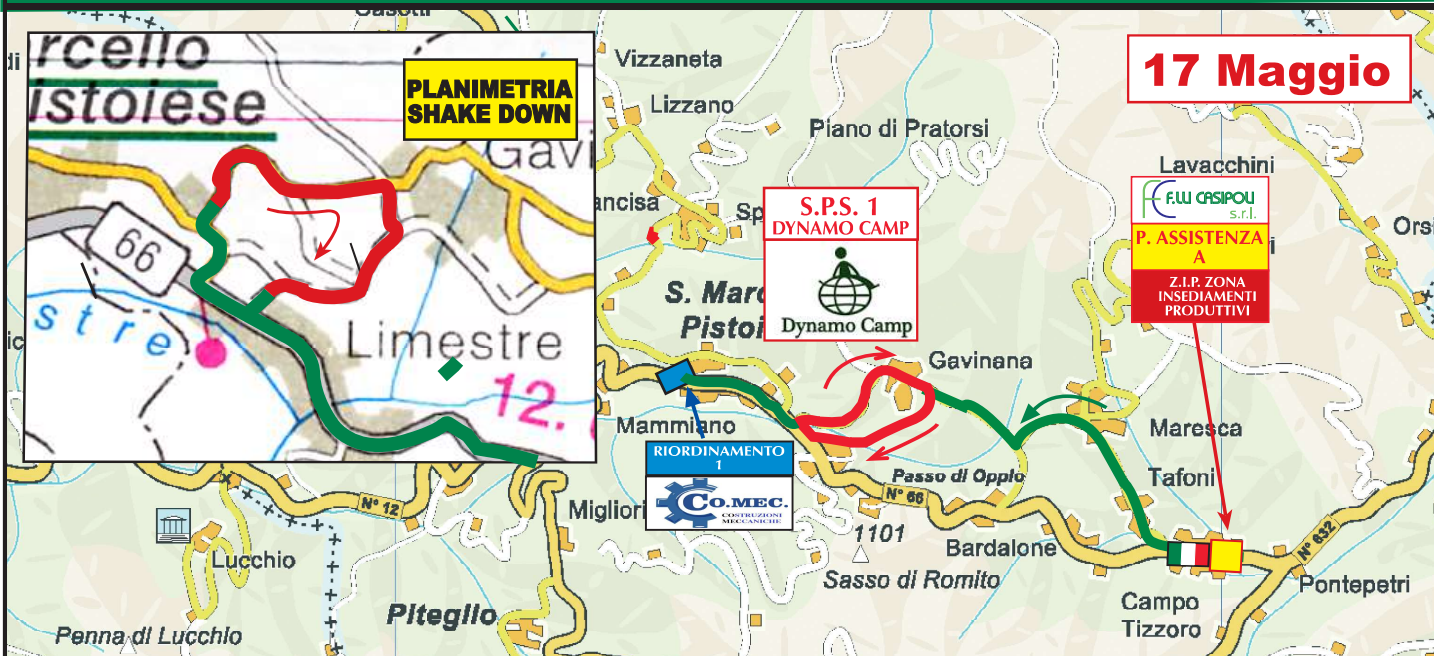 Casotti
rcello
istoiese
PLANIMETRIA
SHAKE DOWN
Gavi
66
stre
Limestre
12.
Vizzaneta
Lizzano
Piano di Pratorsi
17 Maggio
Lavacchini
F.LLI CASIPOLI
s.r.l.
P. ASSISTENZA
A
Z.I.P. ZONA
INSEDIAMENTI
PRODUTTIVI
ancisa
Sp
Orsi
S.P.S. 1
DYNAMO CAMP
Dynamo Camp
S. Marc
Pistoi
Gavinana
Mammiano
RIORDINAMENTO
1
CO.MEC.
COSTRUZIONI
MECCANICHE
Maresca
Tafoni
Passo di Oppio
N° 66
N° 12
Migliori
1101
Bardalone
Sasso di Romito
N° 632
Pontepetri
Campo
Tizzoro
Lucchio
Piteglio
Penna di Lucchio